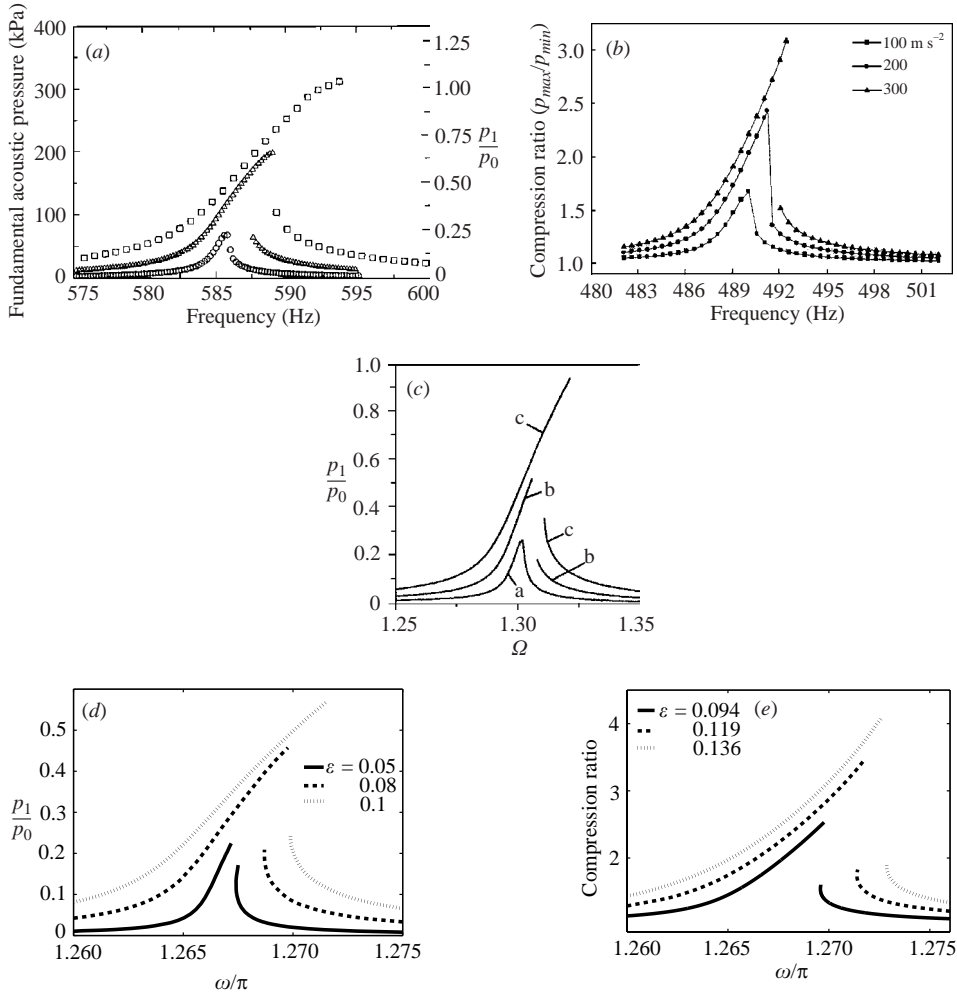 (a)
Fundamental acoustic pressure (kPa)
400
300
200
100
0
575 580 585 590 595 600
Frequency (Hz)
1.25
1.00
0.75
0.50
0.25
0
p1/p0
(b)
Compression ratio (pmax/pmin)
3.0
2.5
2.0
1.5
1.0
480 483 486 489 492 495 498 501
Frequency (Hz)
100 m s−2
200
300
(c)
p1/p0
1.0
0.8
0.6
0.4
0.2
0
1.25 1.30 1.35
Ω
c
b
c
b
a
(d)
p1/p0
0.5
0.4
0.3
0.2
0.1
0
1.260 1.265 1.270 1.275
ω/π
ε = 0.05
0.08
0.1
(e)
Compression ratio
4
3
2
1.260 1.265 1.270 1.275
ω/π
ε = 0.094
0.119
0.136